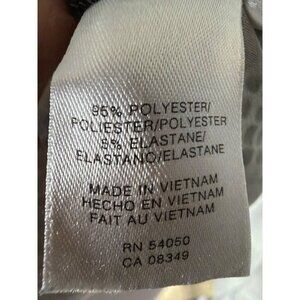 95% POLYESTER/
POLIESTER/POLYESTER
5% ELASTANE/
ELASTANO/ELASTANE
MADE IN VIETNAM
HECHO EN VIETNAM
FAIT AU VIETNAM
RN 54050
CA 08349